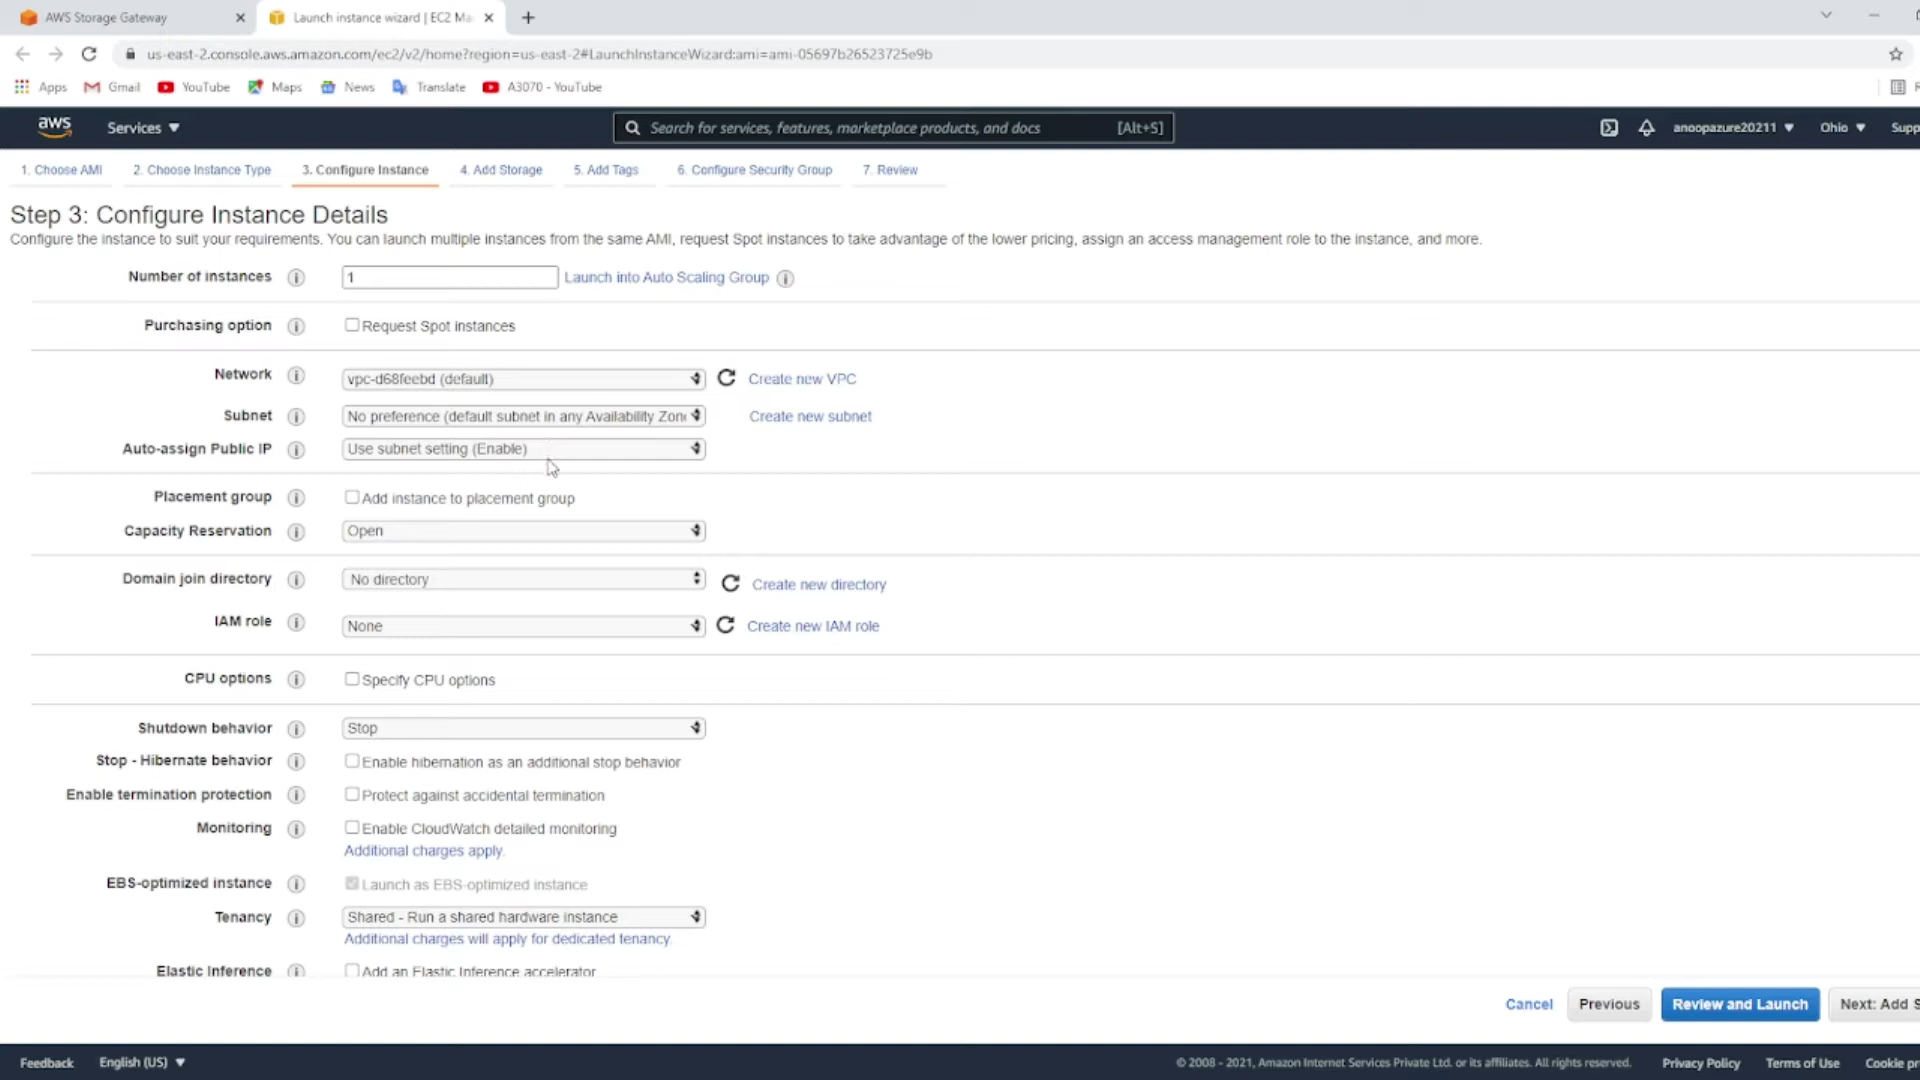 AWS Storage Gateway
Launch instance wizard | EC2 Ma
us-east-2.console.aws.amazon.com/ec2/v2/home?region=us-east-2#LaunchInstanceWizard:ami=ami-05697b26523725e9b
Apps Gmail YouTube Maps News Translate A3070 - YouTube
aws Services Search for services, features, marketplace products, and docs [Alt+S] anoopazure20211 Ohio Supp
1. Choose AMI 2. Choose Instance Type 3. Configure Instance 4. Add Storage 5. Add Tags 6. Configure Security Group 7. Review
Step 3: Configure Instance Details
Configure the instance to suit your requirements. You can launch multiple instances from the same AMI, request Spot instances to take advantage of the lower pricing, assign an access management role to the instance, and more.
Number of instances 1 Launch into Auto Scaling Group
Purchasing option Request Spot instances
Network vpc-d68feebd (default) Create new VPC
Subnet No preference (default subnet in any Availability Zon Create new subnet
Auto-assign Public IP Use subnet setting (Enable)
Placement group Add instance to placement group
Capacity Reservation Open
Domain join directory No directory Create new directory
IAM role None Create new IAM role
CPU options Specify CPU options
Shutdown behavior Stop
Stop - Hibernate behavior Enable hibernation as an additional stop behavior
Enable termination protection Protect against accidental termination
Monitoring Enable CloudWatch detailed monitoring
Additional charges apply.
EBS-optimized instance Launch as EBS-optimized instance
Tenancy Shared - Run a shared hardware instance
Additional charges will apply for dedicated tenancy.
Elastic Inference Add an Elastic Inference accelerator
Cancel Previous Review and Launch Next: Add S
Feedback English (US) © 2008 - 2021, Amazon Internet Services Private Ltd. or its affiliates. All rights reserved. Privacy Policy Terms of Use Cookie pr